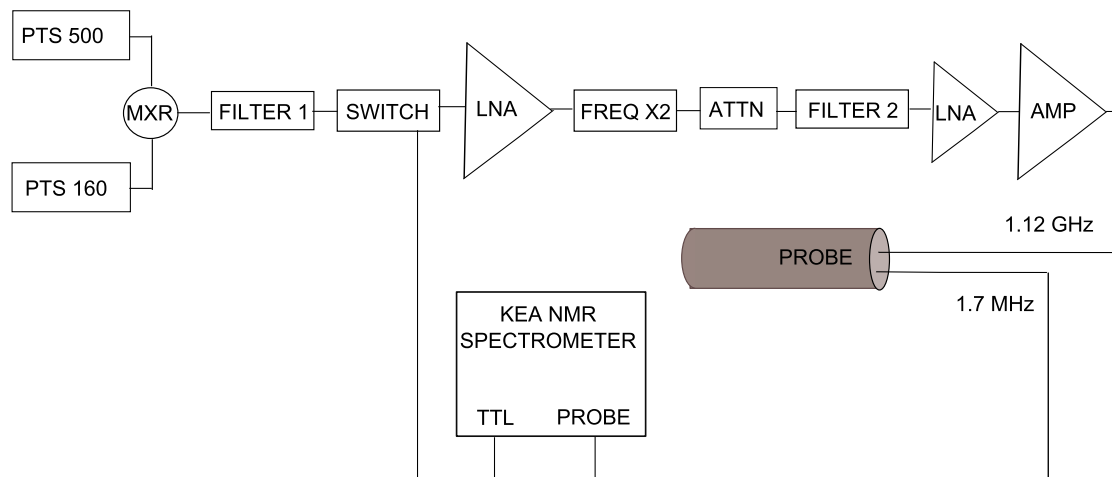 PTS 500
MXR
PTS 160
FILTER 1
SWITCH
LNA
FREQ X2
ATTN
FILTER 2
LNA
AMP
1.12 GHz
PROBE
1.7 MHz
KEA NMR
SPECTROMETER
TTL PROBE